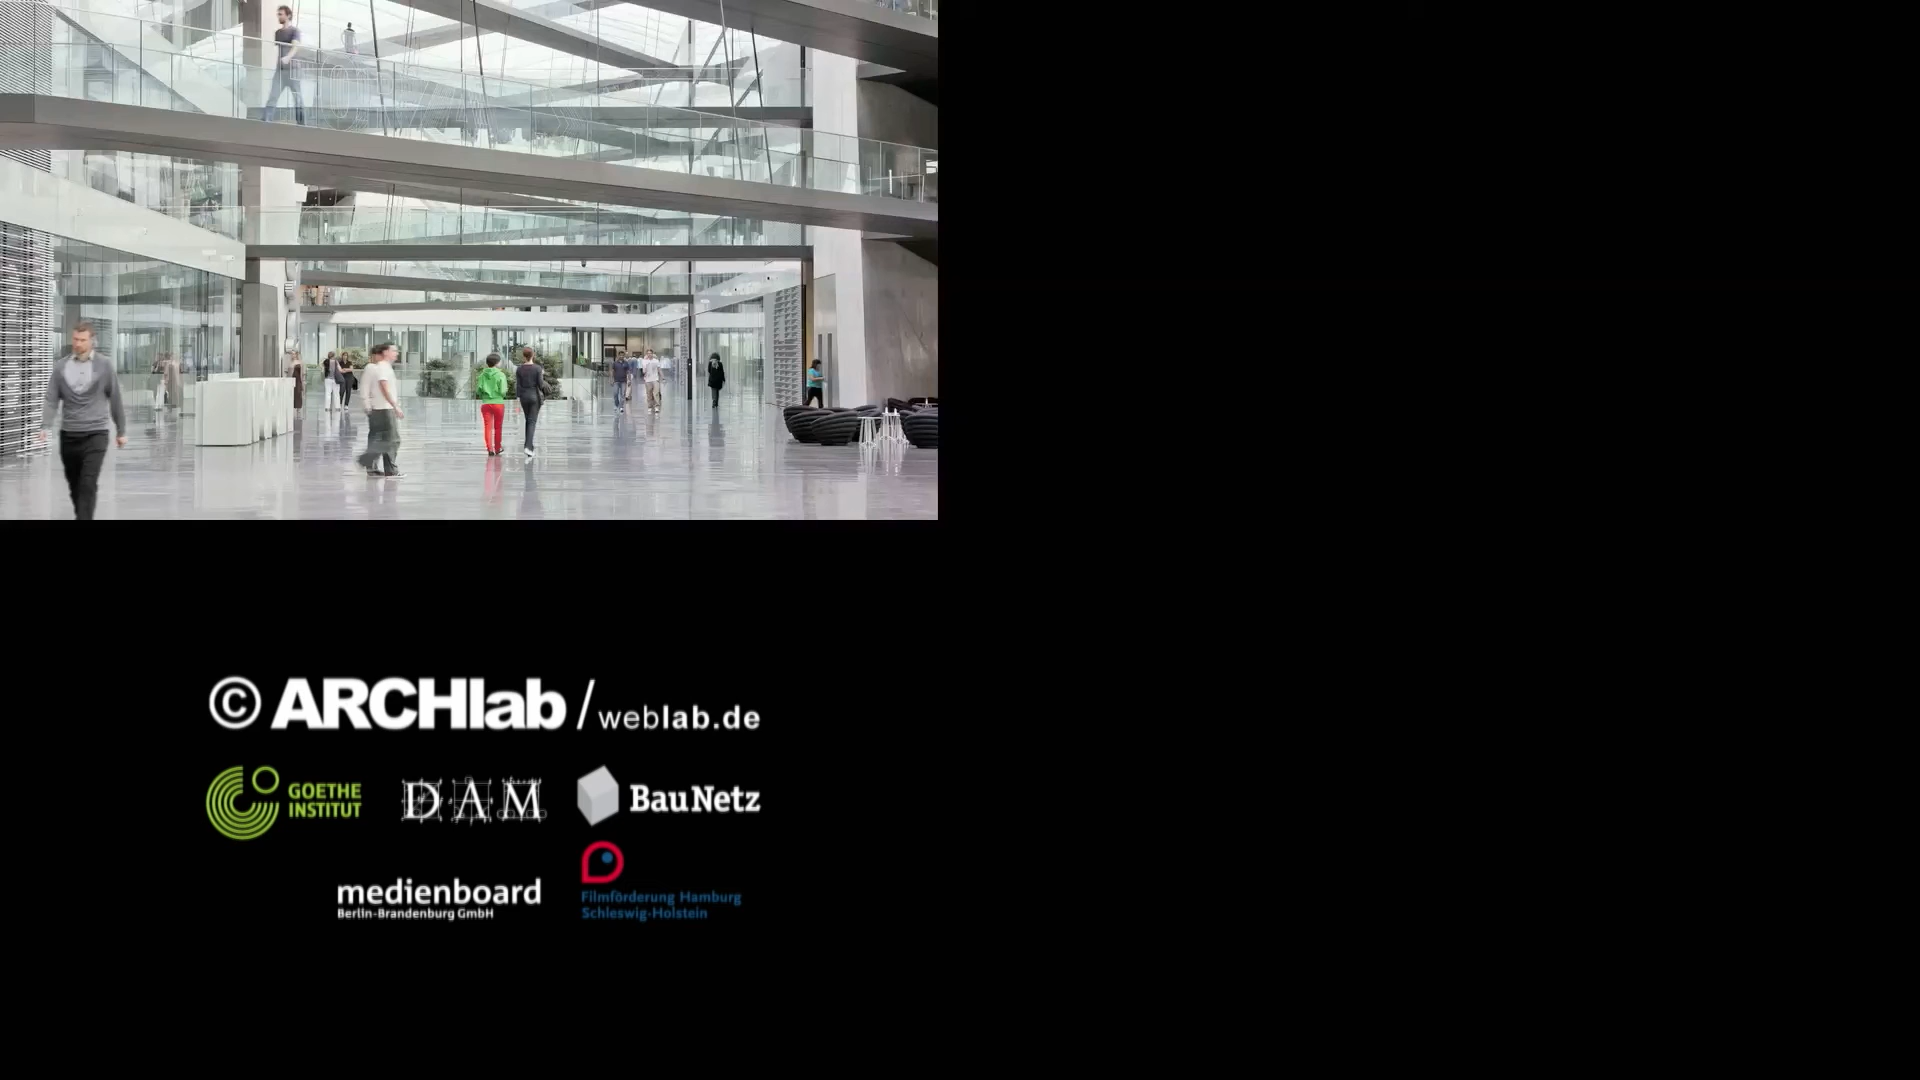 © ARCHlab / weblab.de
GOETHE
INSTITUT
DAM
BauNetz
medienboard
Berlin-Brandenburg GmbH
Filmförderung Hamburg
Schleswig-Holstein